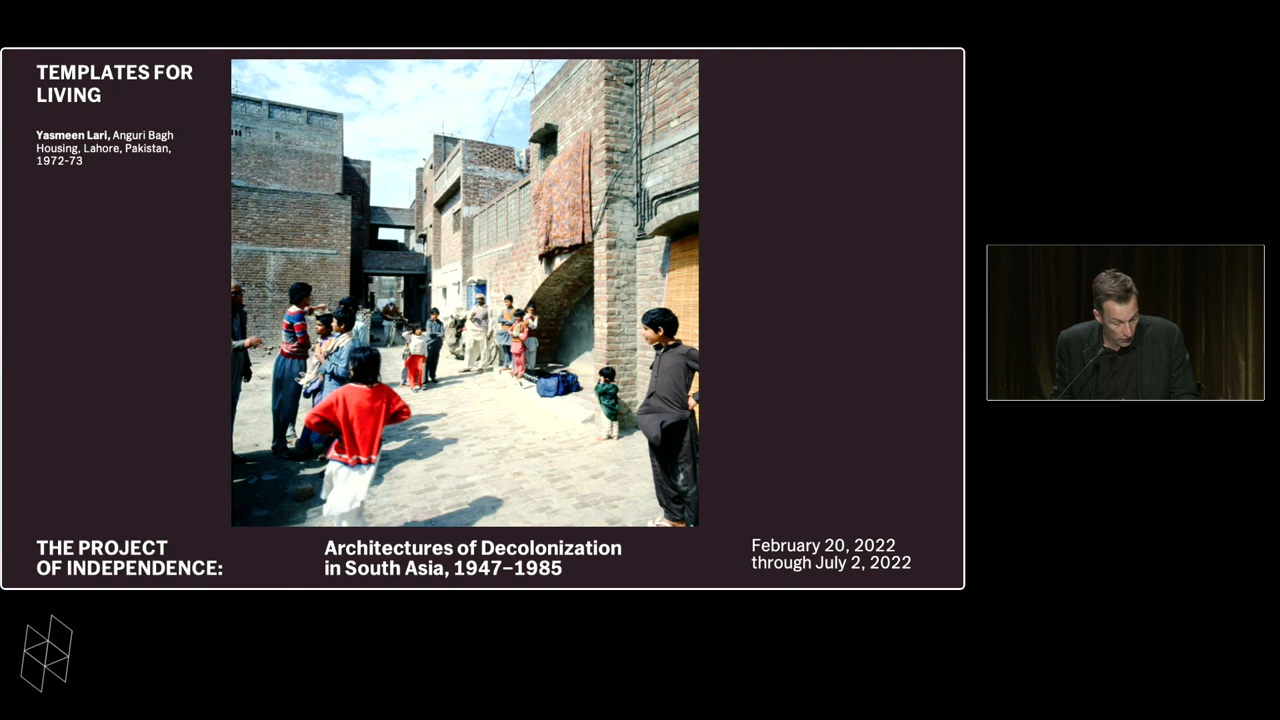 TEMPLATES FOR
LIVING
Yasmeen Lari, Anguri Bagh
Housing, Lahore, Pakistan,
1972-73
THE PROJECT
OF INDEPENDENCE:
Architectures of Decolonization
in South Asia, 1947–1985
February 20, 2022
through July 2, 2022